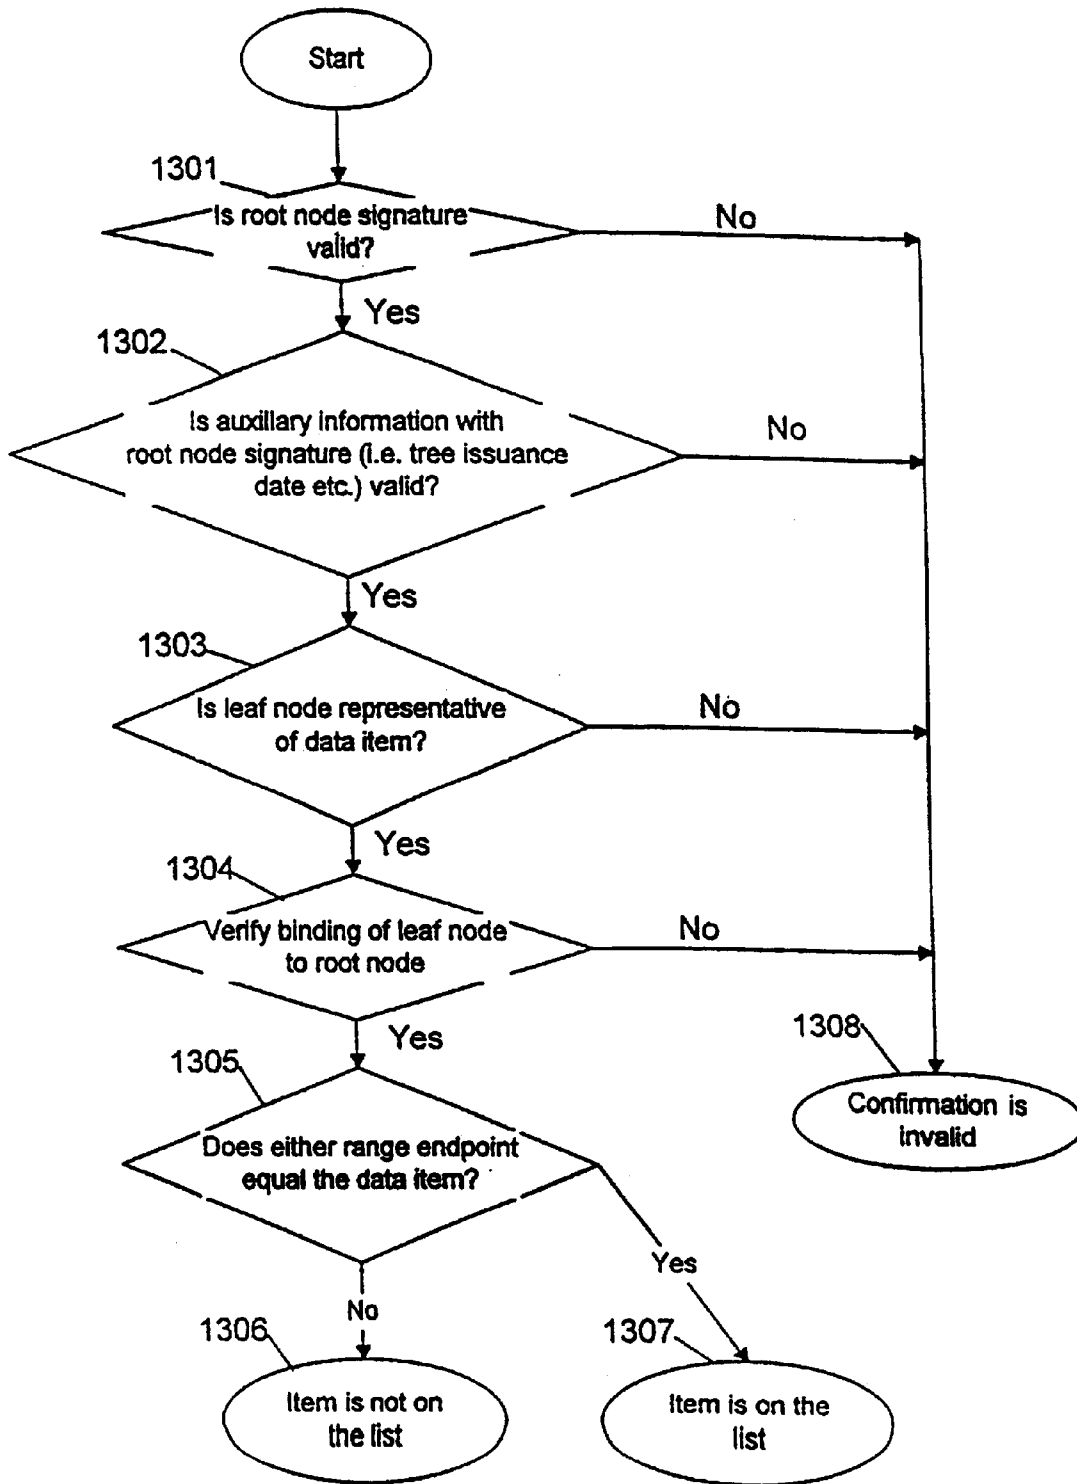 Start
1301
Is root node signature
valid?
No
Yes
1302
Is auxillary information with
root node signature (i.e. tree issuance
date etc.) valid?
No
Yes
1303
Is leaf node representative
of data item?
No
Yes
1304
Verify binding of leaf node
to root node
No
Yes
1308
Confirmation is
invalid
1305
Does either range endpoint
equal the data item?
Yes
No
1306
Item is not on
the list
1307
Item is on the
list